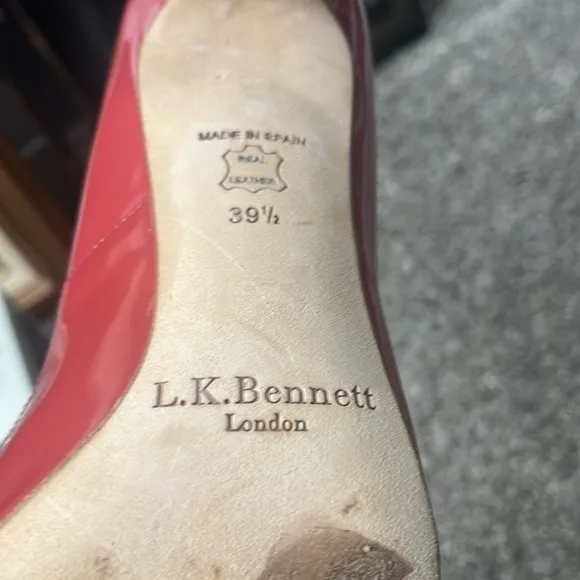 MADE IN SPAIN
REAL
LEATHER
39½
L.K.Bennett
London